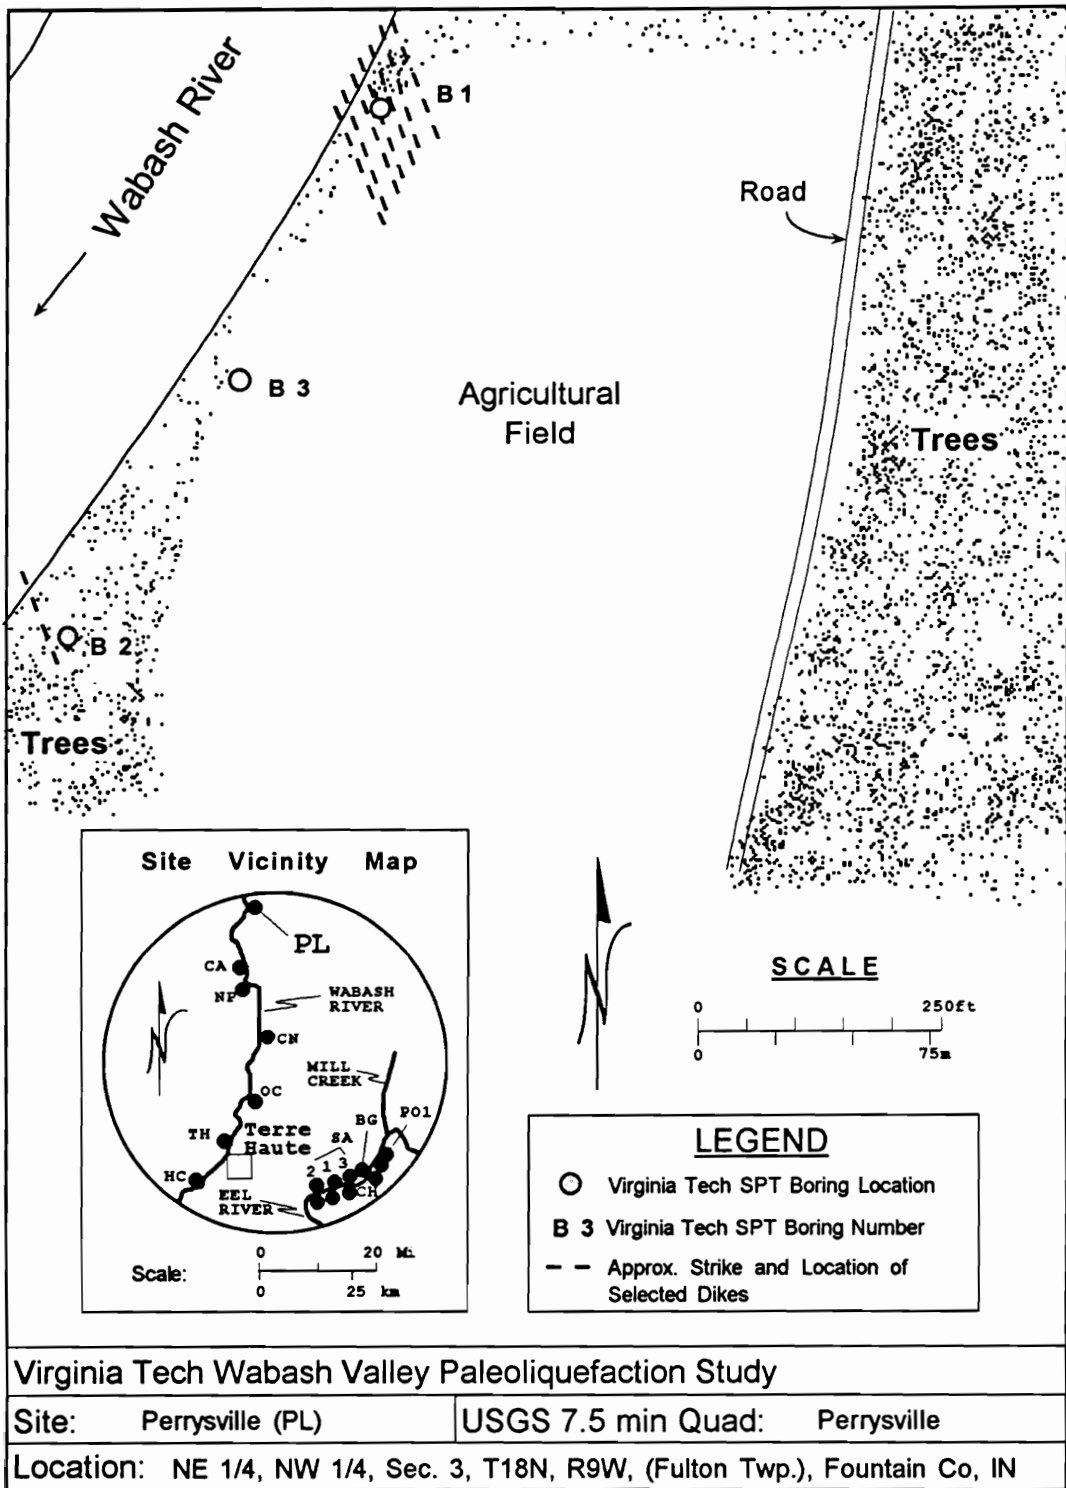 Wabash River
B 1
Road
B 3
Agricultural
Field
Trees
B 2
Trees
Site Vicinity Map
PL
CA
NP
WABASH
RIVER
CN
MILL
CREEK
OC
BG
PO1
TH
Terre
Haute
SA
2 1 3
HC
CH
EEL
RIVER
0 20 Mi
Scale:
0 25 km
SCALE
0 250ft
0 75m
LEGEND
Virginia Tech SPT Boring Location
B 3 Virginia Tech SPT Boring Number
Approx. Strike and Location of
Selected Dikes
Virginia Tech Wabash Valley Paleoliquefaction Study
Site: Perrysville (PL) USGS 7.5 min Quad: Perrysville
Location: NE 1/4, NW 1/4, Sec. 3, T18N, R9W, (Fulton Twp.), Fountain Co, IN